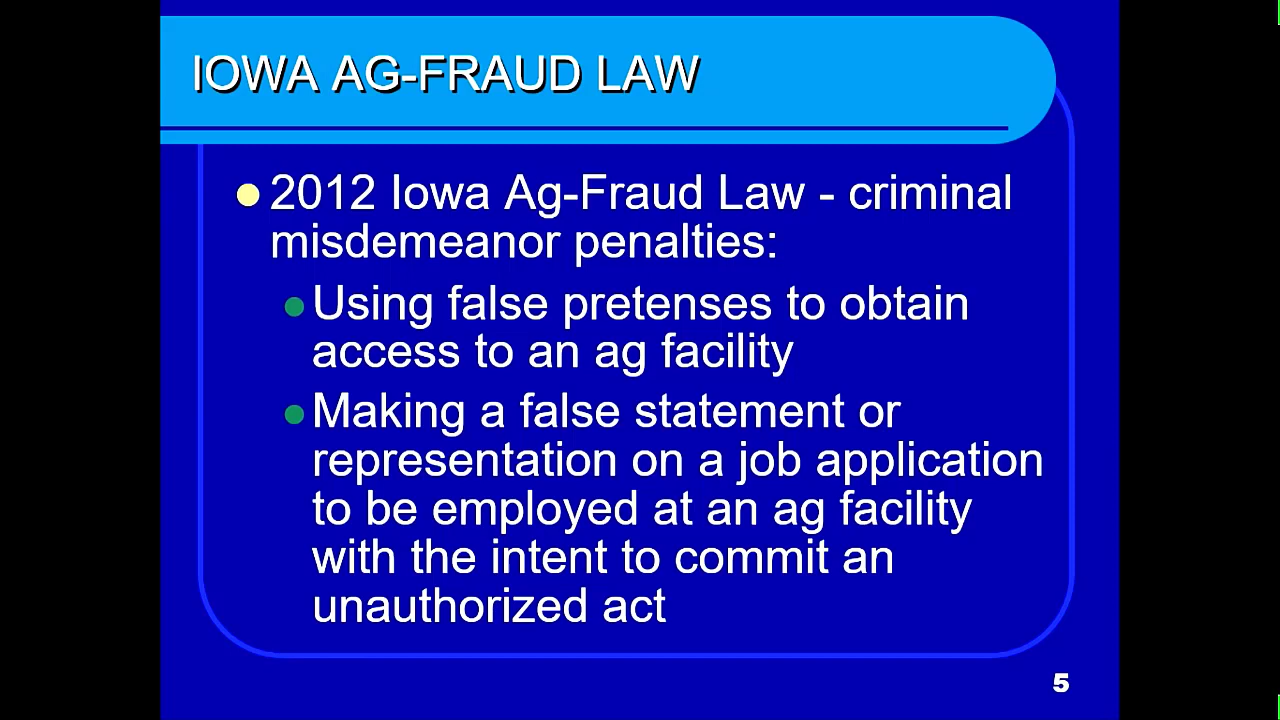 IOWA AG-FRAUD LAW
2012 Iowa Ag-Fraud Law - criminal
misdemeanor penalties:
Using false pretenses to obtain
access to an ag facility
Making a false statement or
representation on a job application
to be employed at an ag facility
with the intent to commit an
unauthorized act
5